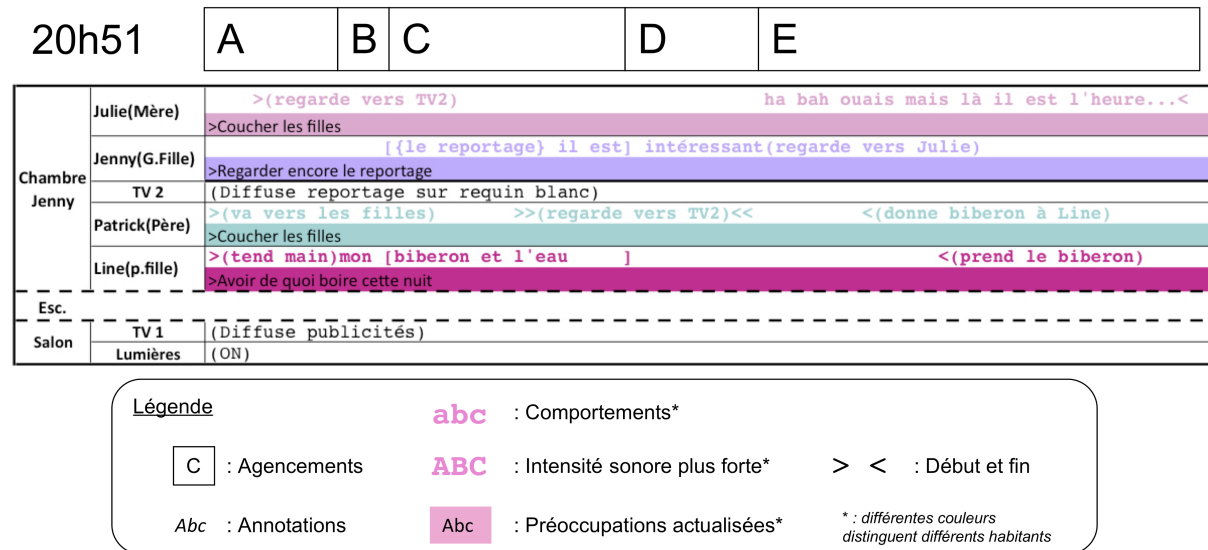 20h51 A B C D E
Chambre Jenny
Julie(Mère) >(regarde vers TV2) ha bah ouais mais là il est l'heure...<
>Coucher les filles
Jenny(G.Fille) [{le reportage} il est] intéressant(regarde vers Julie)
>Regarder encore le reportage
TV 2 (Diffuse reportage sur requin blanc)
Patrick(Père) >(va vers les filles) >>(regarde vers TV2)<< <(donne biberon à Line)
>Coucher les filles
Line(p.fille) >(tend main)mon [biberon et l'eau ] <(prend le biberon)
>Avoir de quoi boire cette nuit
Esc.
Salon
TV 1 (Diffuse publicités)
Lumières (ON)
Légende
abc : Comportements*
C : Agencements ABC : Intensité sonore plus forte* > < : Début et fin
Abc : Annotations Abc : Préoccupations actualisées* * : différentes couleurs
distinguent différents habitants